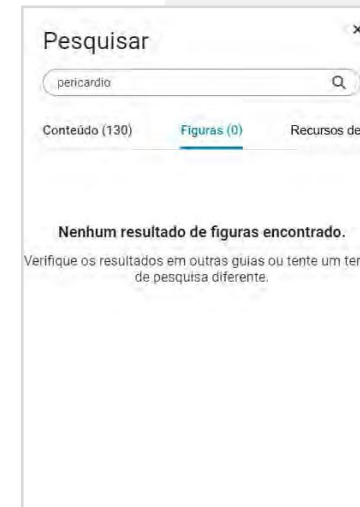 Pesquisar
pericardio
Conteúdo (130) Figuras (0) Recursos de
Nenhum resultado de figuras encontrado.
Verifique os resultados em outras guias ou tente um ter
de pesquisa diferente.